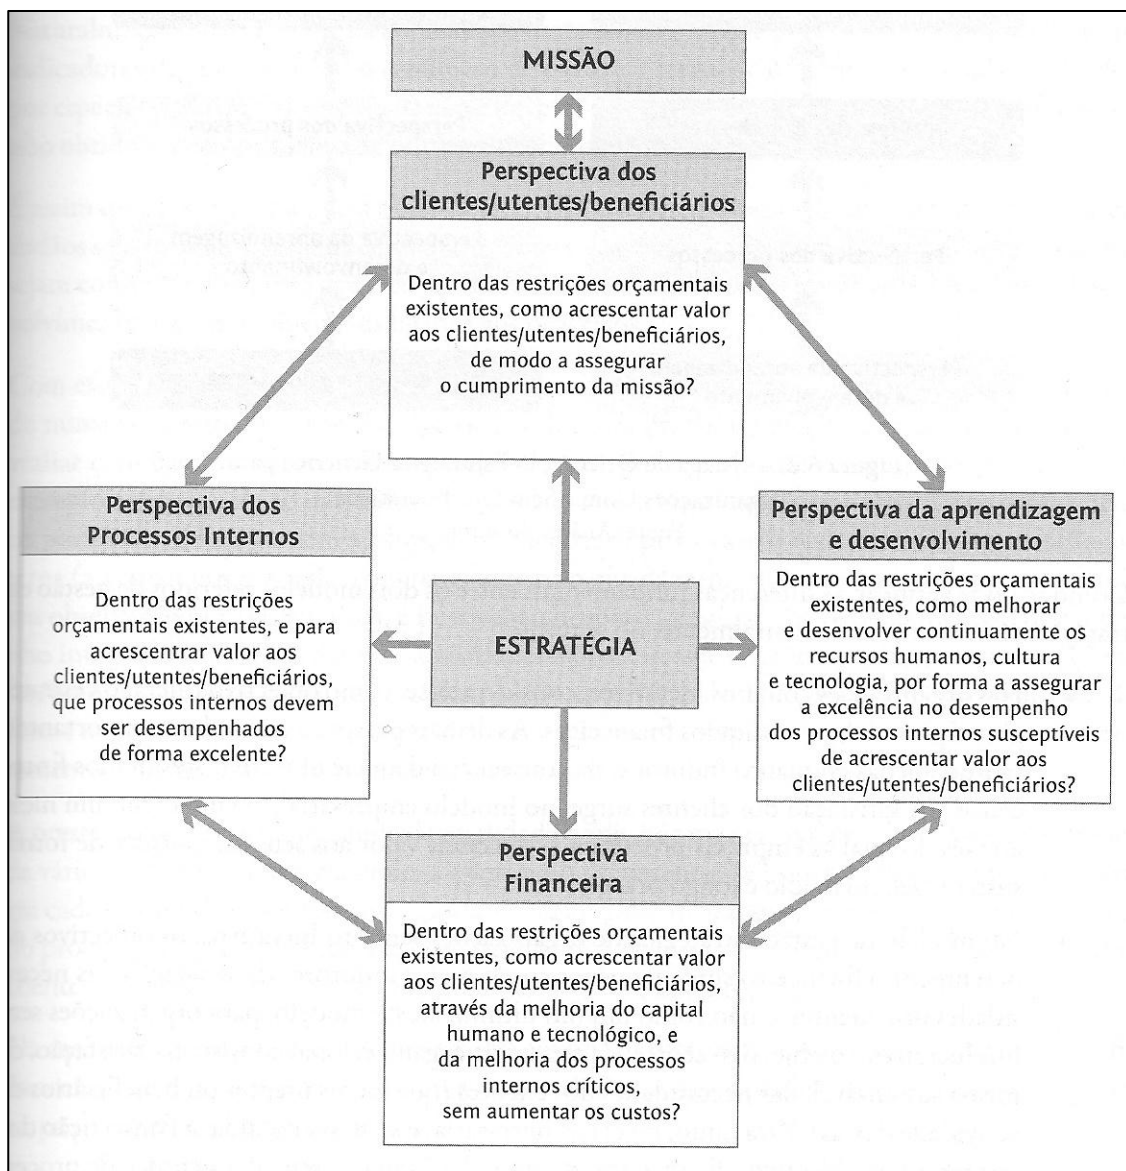 MISSÃO
Perspectiva dos
clientes/utentes/beneficiários
Dentro das restrições orçamentais
existentes, como acrescentar valor
aos clientes/utentes/beneficiários,
de modo a assegurar
o cumprimento da missão?
Perspectiva dos
Processos Internos
Dentro das restrições
orçamentais existentes, e para
acrescentrar valor aos
clientes/utentes/beneficiários,
que processos internos devem
ser desempenhados
de forma excelente?
ESTRATÉGIA
Perspectiva da aprendizagem
e desenvolvimento
Dentro das restrições orçamentais
existentes, como melhorar
e desenvolver continuamente os
recursos humanos, cultura
e tecnologia, por forma a assegurar
a excelência no desempenho
dos processos internos susceptíveis
de acrescentar valor aos
clientes/utentes/beneficiários?
Perspectiva
Financeira
Dentro das restrições orçamentais
existentes, como acrescentar valor
aos clientes/utentes/beneficiários,
através da melhoria do capital
humano e tecnológico, e
da melhoria dos processos
internos críticos,
sem aumentar os custos?